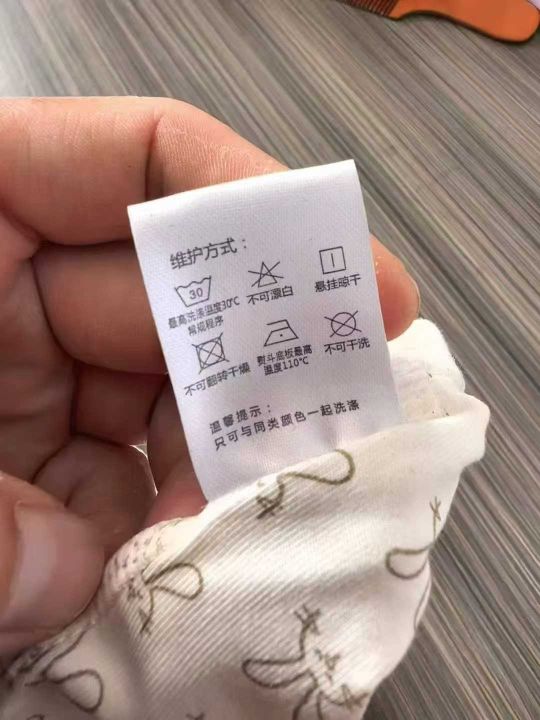 维护方式：
30
最高洗涤温度30℃
常规程序
不可漂白
悬挂晾干
不可翻转干燥
熨斗底板最高
温度110℃
不可干洗
温馨提示：
只可与同类颜色一起洗涤